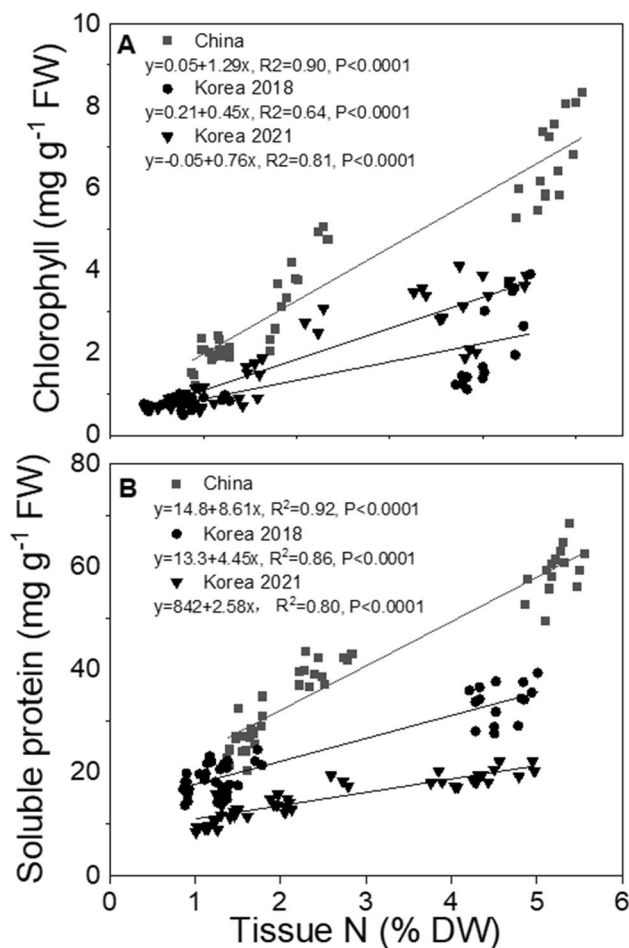 10
8
6
4
2
0
Chlorophyll (mg g-1 FW)
A
China
y=0.05+1.29x, R2=0.90, P<0.0001
Korea 2018
y=0.21+0.45x, R2=0.64, P<0.0001
Korea 2021
y=-0.05+0.76x, R2=0.81, P<0.0001
80
60
40
20
0
Soluble protein (mg g-1 FW)
B
China
y=14.8+8.61x, R2=0.92, P<0.0001
Korea 2018
y=13.3+4.45x, R2=0.86, P<0.0001
Korea 2021
y=842+2.58x, R2=0.80, P<0.0001
0 1 2 3 4 5 6
Tissue N (% DW)